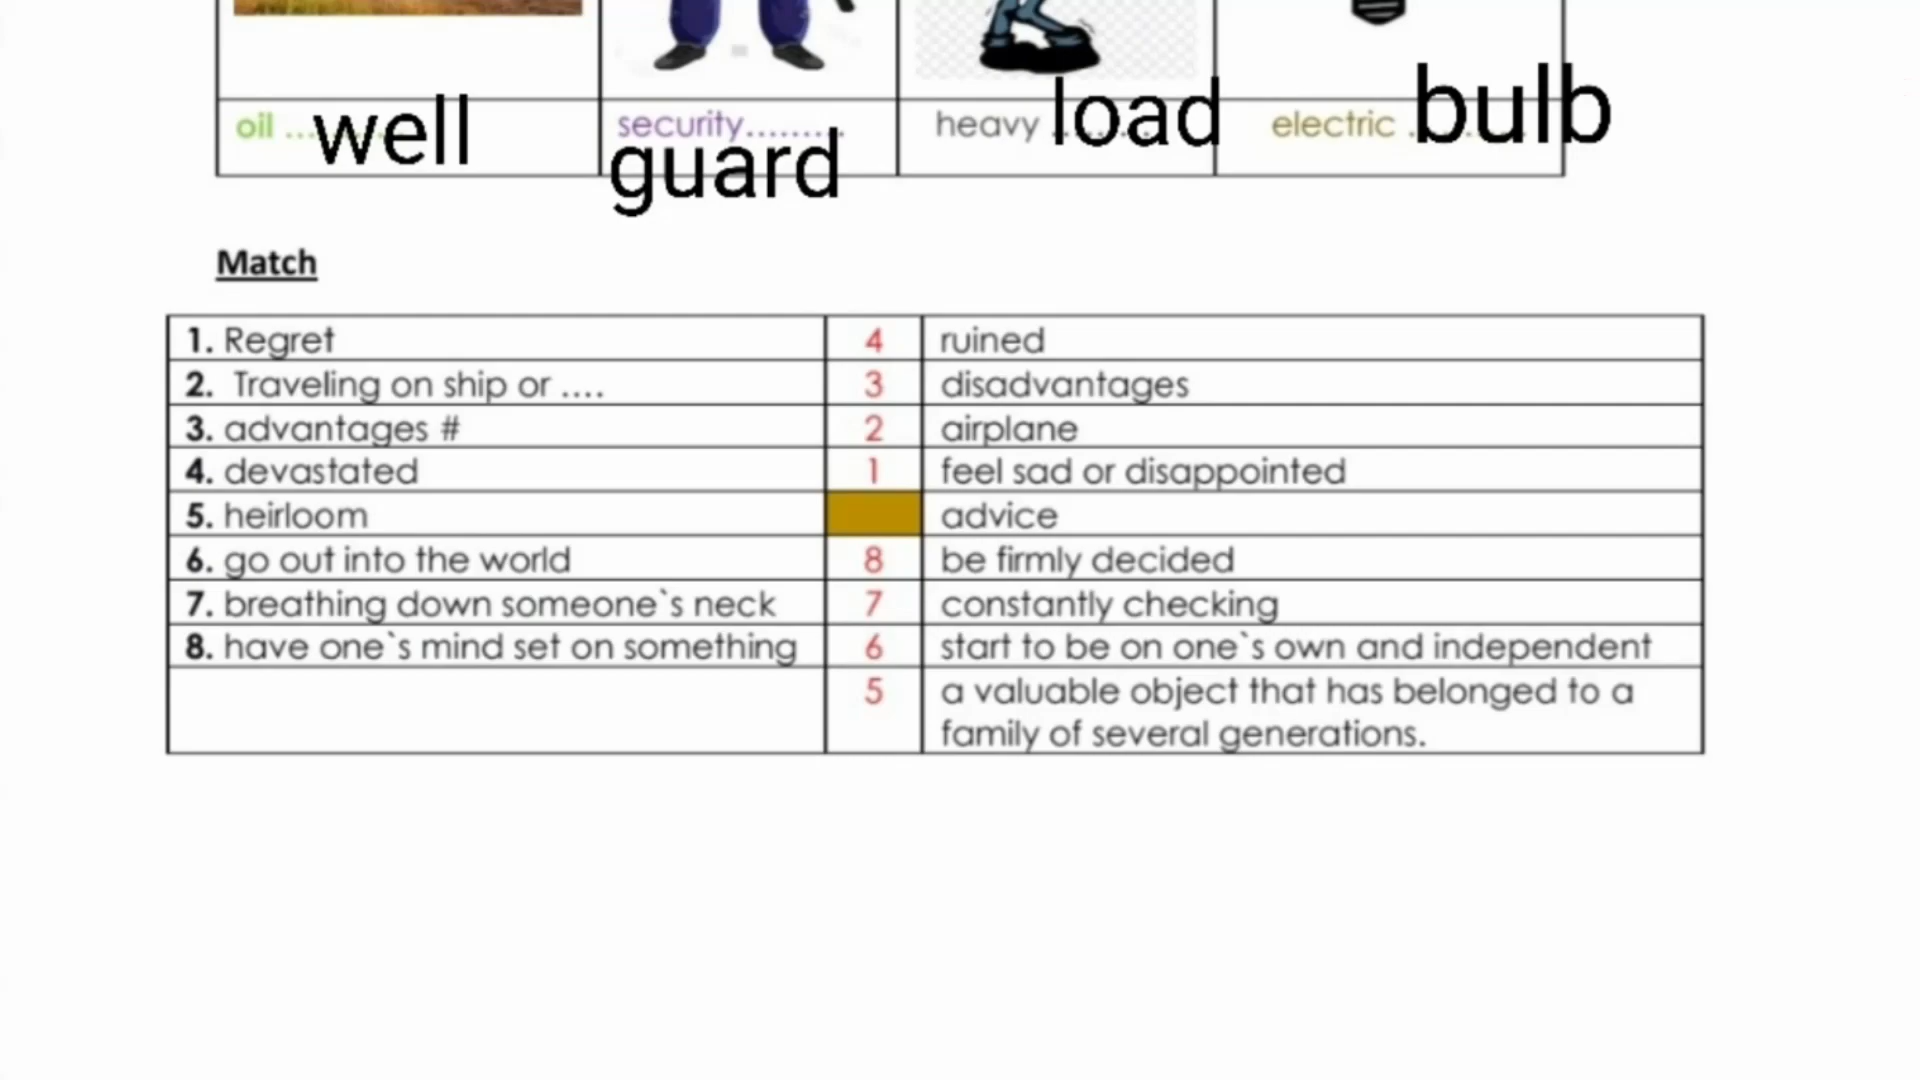 oil ... well
security......... guard
heavy ...load
electric .bulb
Match
1. Regret 4 ruined
2. Traveling on ship or .... 3 disadvantages
3. advantages # 2 airplane
4. devastated 1 feel sad or disappointed
5. heirloom advice
6. go out into the world 8 be firmly decided
7. breathing down someone`s neck 7 constantly checking
8. have one`s mind set on something 6 start to be on one`s own and independent
5 a valuable object that has belonged to a
family of several generations.